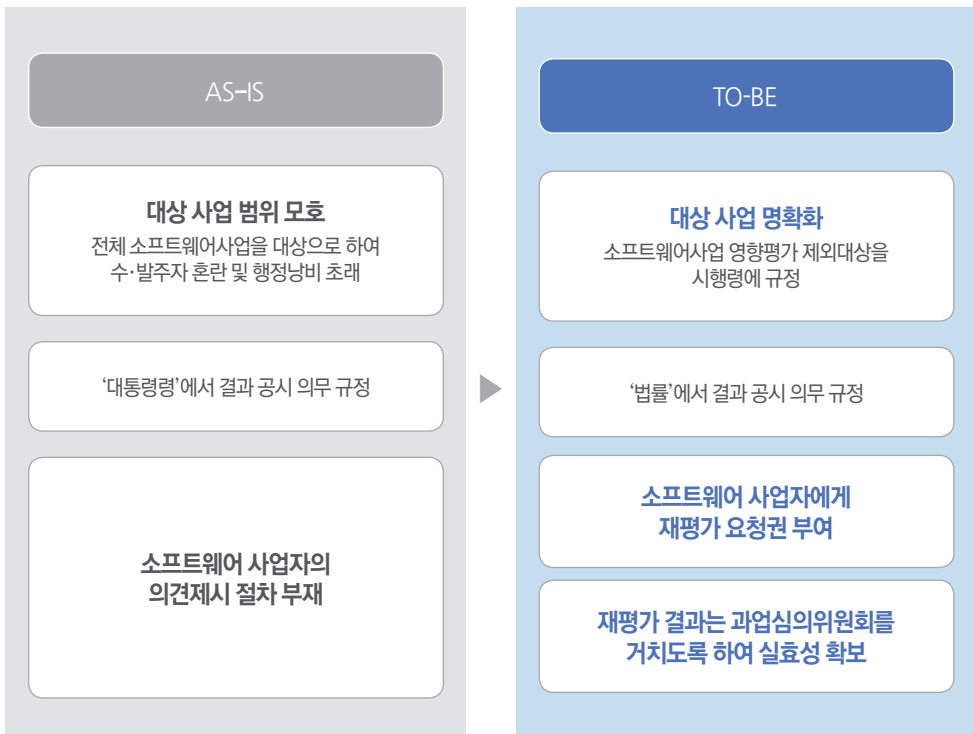 AS-IS
대상 사업 범위 모호
전체 소프트웨어사업을 대상으로 하여
수·발주자 혼란 및 행정낭비 초래
‘대통령령’에서 결과 공시 의무 규정
소프트웨어 사업자의
의견제시 절차 부재
TO-BE
대상 사업 명확화
소프트웨어사업 영향평가 제외대상을
시행령에 규정
‘법률’에서 결과 공시 의무 규정
소프트웨어 사업자에게
재평가 요청권 부여
재평가 결과는 과업심의위원회를
거치도록 하여 실효성 확보